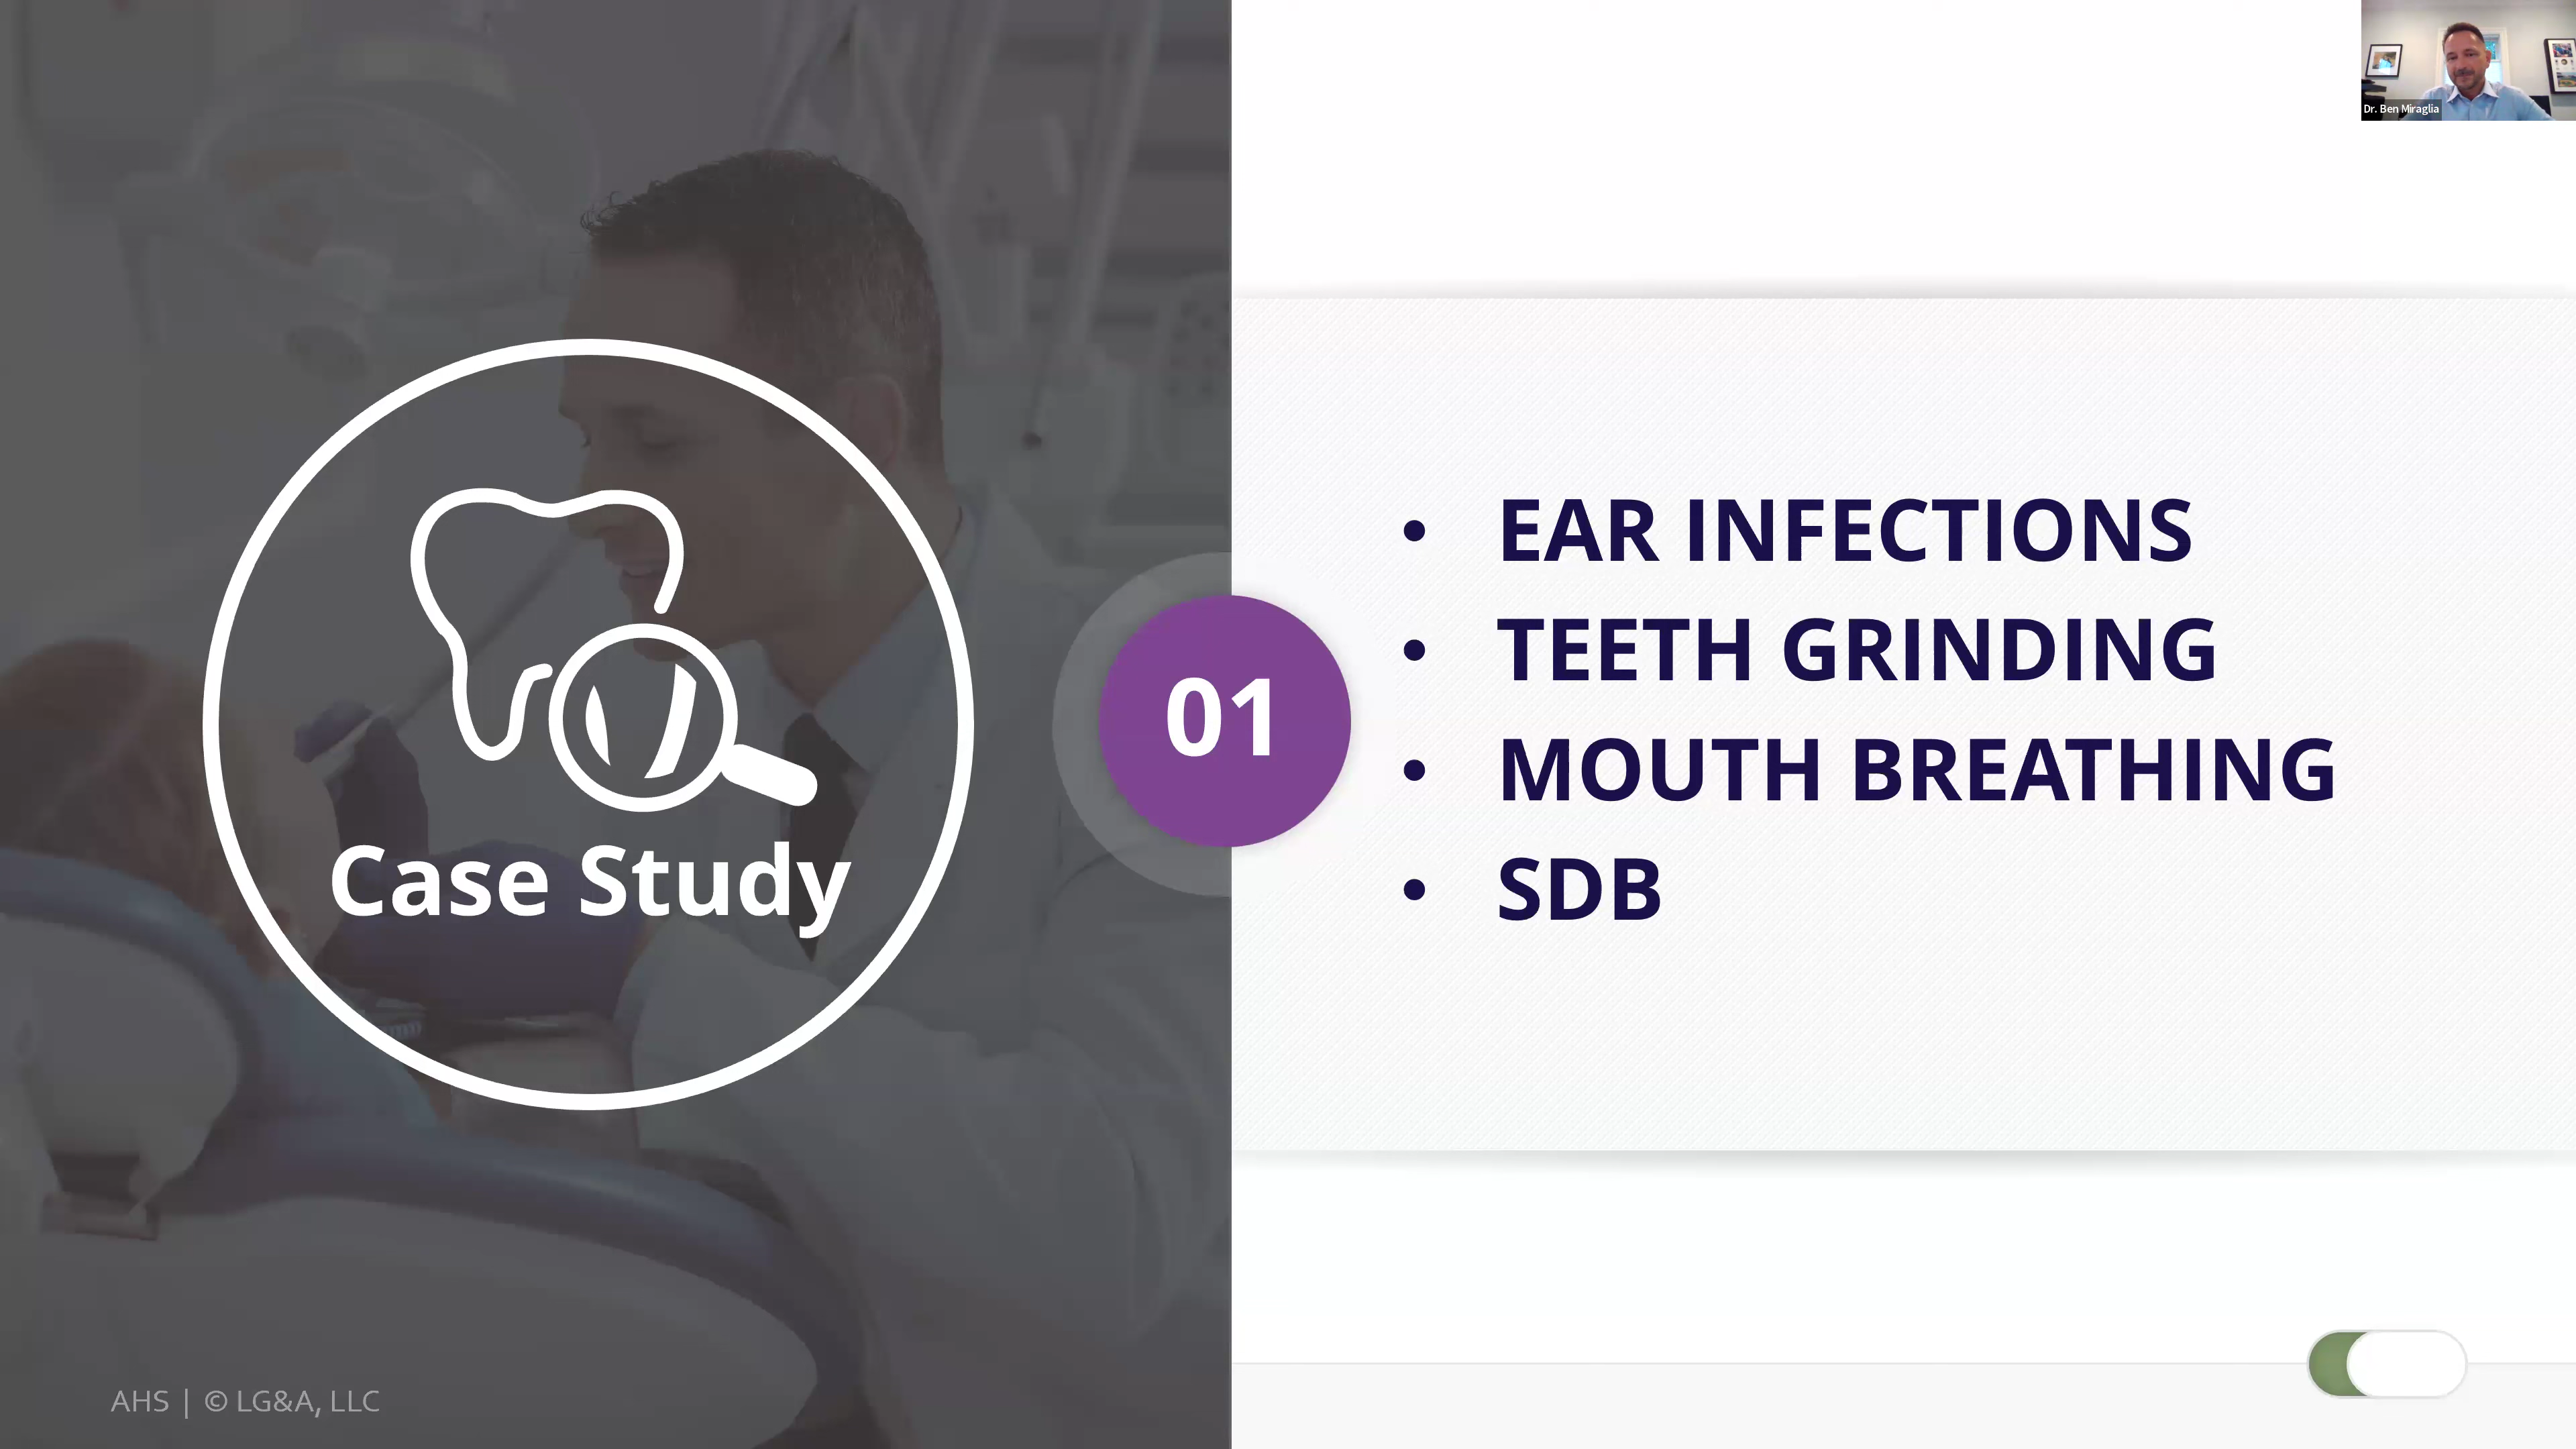 Dr. Ben Miraglia
Case Study
01
• EAR INFECTIONS
• TEETH GRINDING
• MOUTH BREATHING
• SDB
AHS | © LG&A, LLC